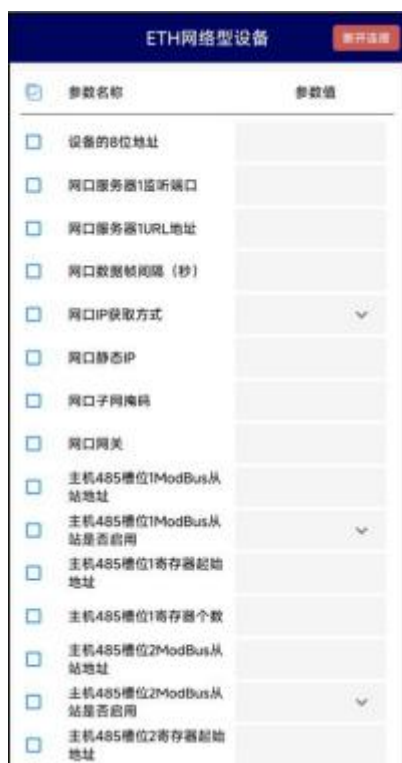 ETH网络型设备
断开连接
参数名称
参数值
设备的8位地址
网口服务器1监听端口
网口服务器1URL地址
网口数据帧间隔（秒）
网口IP获取方式
网口静态IP
网口子网掩码
网口网关
主机485槽位1ModBus从
站地址
主机485槽位1ModBus从
站是否启用
主机485槽位1寄存器起始
地址
主机485槽位1寄存器个数
主机485槽位2ModBus从
站地址
主机485槽位2ModBus从
站是否启用
主机485槽位2寄存器起始
地址